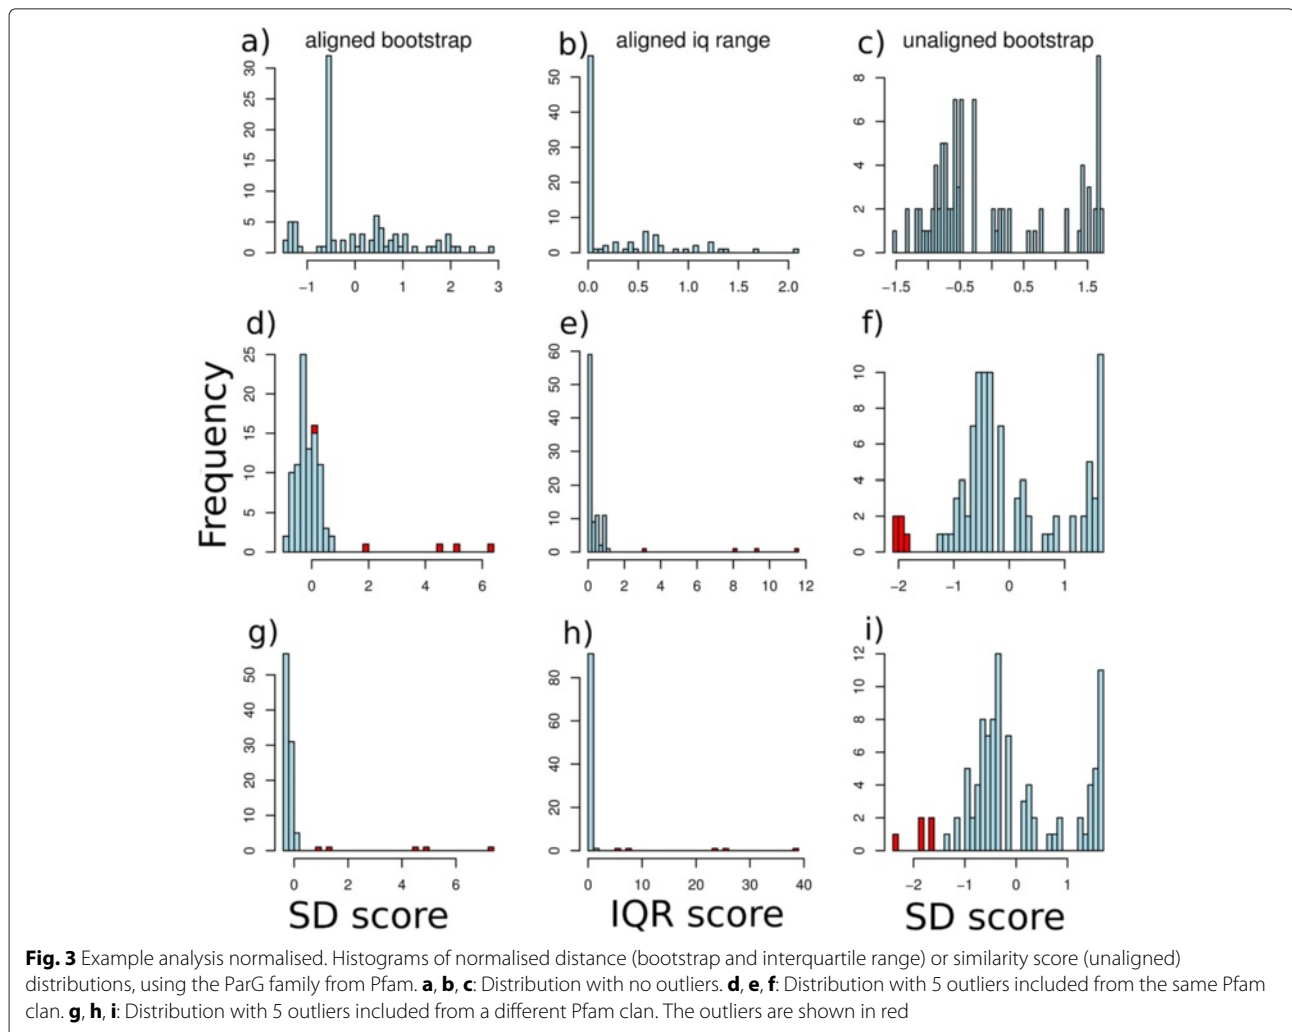 a) aligned bootstrap
b) aligned iq range
c) unaligned bootstrap
0 5 10 15 20 25 30
−1 0 1 2 3
0 10 20 30 40 50
0.0 0.5 1.0 1.5 2.0
0 2 4 6 8
−1.5 −0.5 0.5 1.5
d)
e)
f)
Frequency
0 5 10 15 20 25
0 2 4 6
0 10 20 30 40 50 60
0 2 4 6 8 10 12
0 2 4 6 8 10
−2 −1 0 1
g)
h)
i)
0 10 20 30 40 50
0 2 4 6
0 20 40 60 80
0 10 20 30 40
0 2 4 6 8 10 12
−2 −1 0 1
SD score
IQR score
SD score
Fig. 3 Example analysis normalised. Histograms of normalised distance (bootstrap and interquartile range) or similarity score (unaligned)
distributions, using the ParG family from Pfam. a, b, c: Distribution with no outliers. d, e, f: Distribution with 5 outliers included from the same Pfam
clan. g, h, i: Distribution with 5 outliers included from a different Pfam clan. The outliers are shown in red